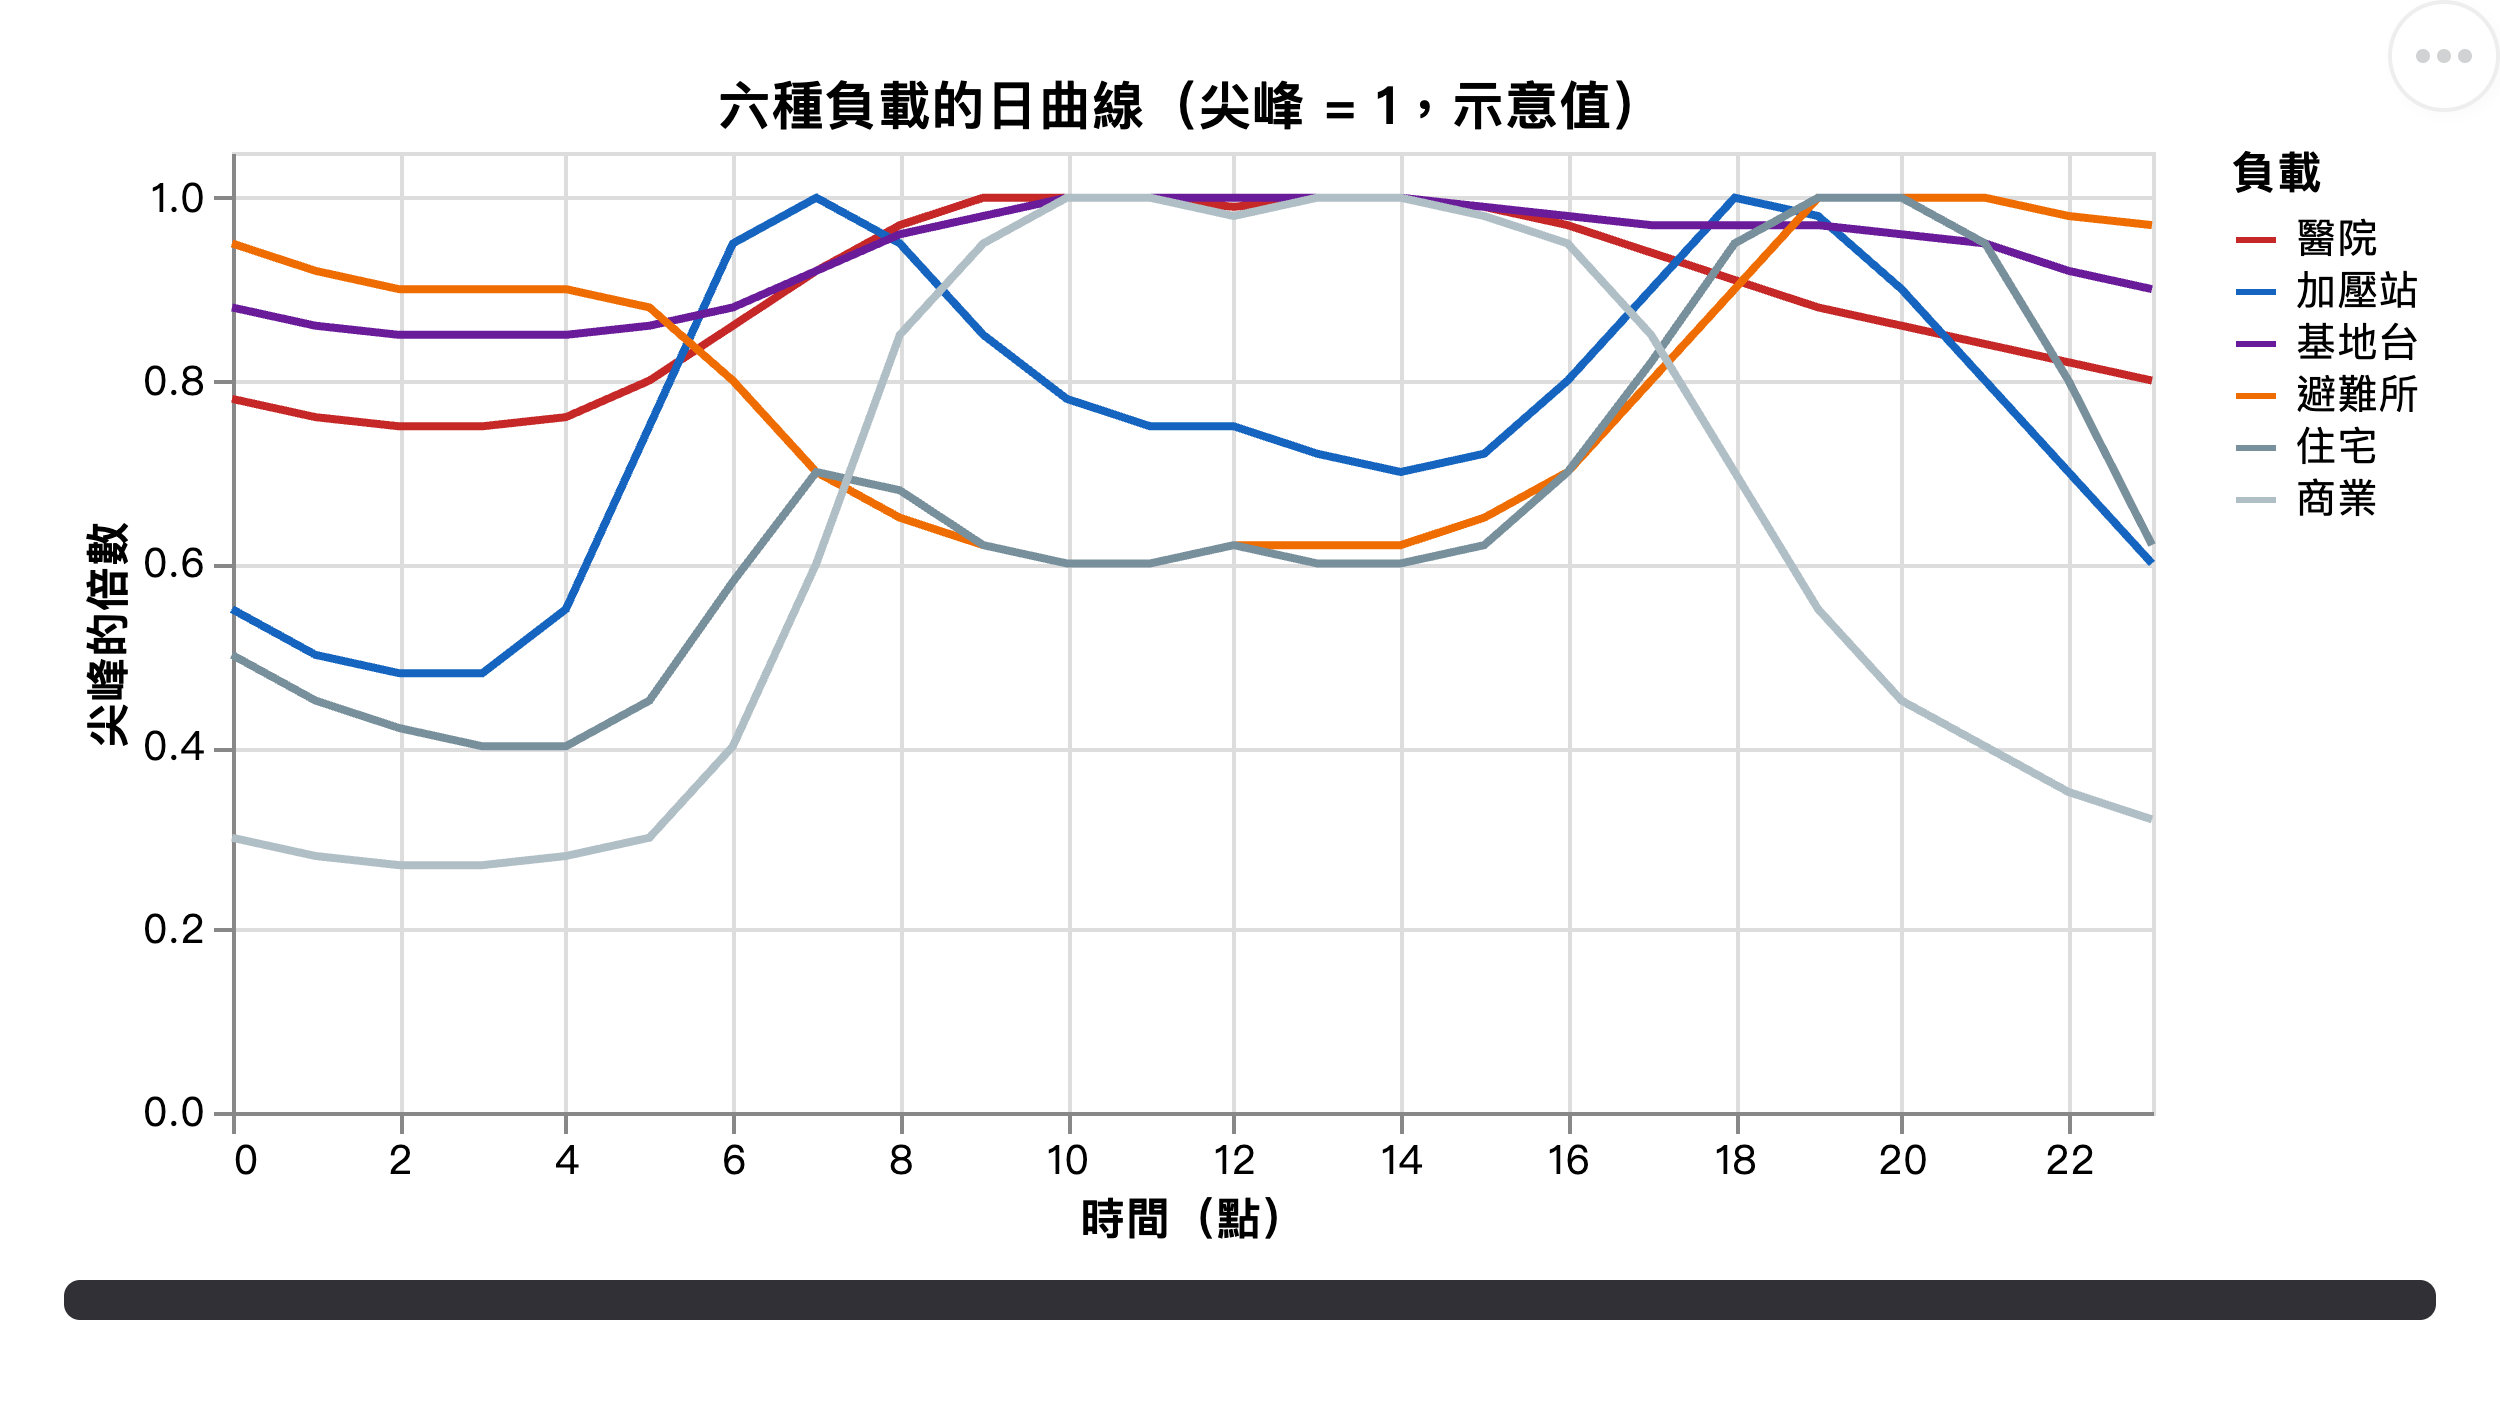 六種負載的日曲線（尖峰 = 1，示意值）
負載
醫院
加壓站
基地台
避難所
住宅
商業
尖峰的倍數
1.0
0.8
0.6
0.4
0.2
0.0
0 2 4 6 8 10 12 14 16 18 20 22
時間（點）